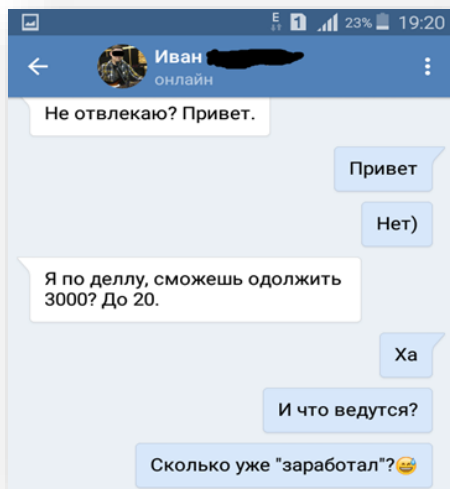 E 1 23% 19:20
Иван
онлайн
Не отвлекаю? Привет.
Привет
Нет)
Я по деллу, сможешь одолжить
3000? До 20.
Ха
И что ведутся?
Сколько уже "заработал"?😅